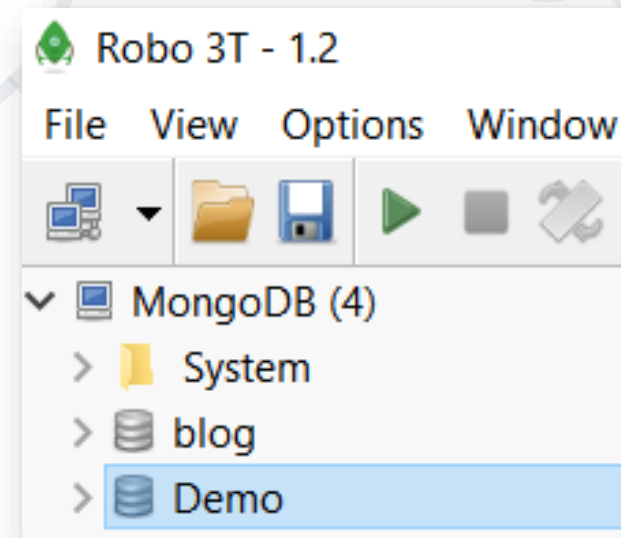 Robo 3T - 1.2
File View Options Window
MongoDB (4)
System
blog
Demo